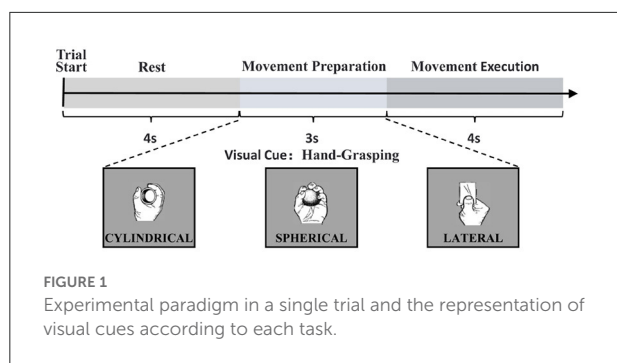 Trial
Start
Rest
Movement Preparation
Movement Execution
4s
3s
4s
Visual Cue: Hand-Grasping
CYLINDRICAL
SPHERICAL
LATERAL
FIGURE 1
Experimental paradigm in a single trial and the representation of
visual cues according to each task.